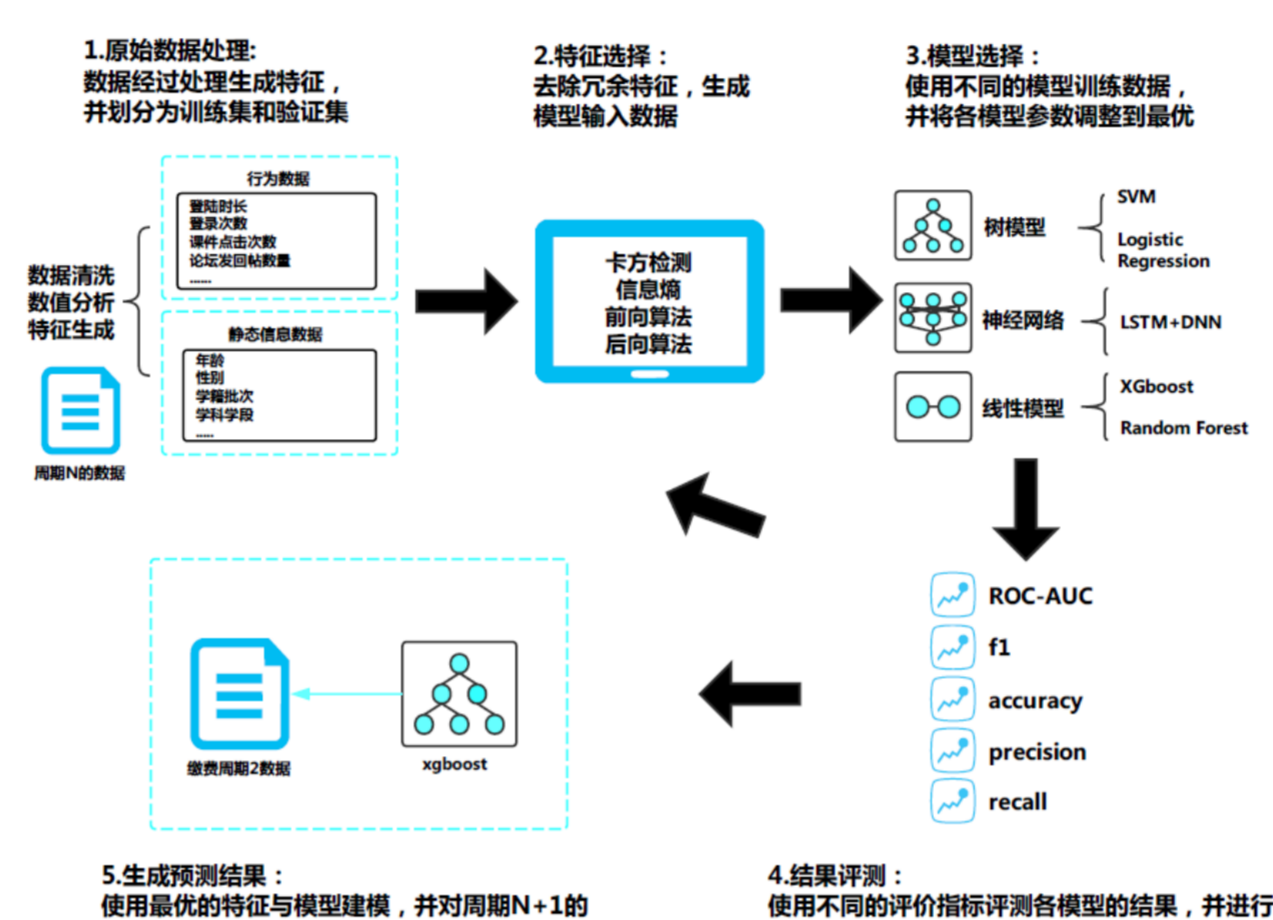 1.原始数据处理:
数据经过处理生成特征，
并划分为训练集和验证集
2.特征选择：
去除冗余特征，生成
模型输入数据
3.模型选择：
使用不同的模型训练数据，
并将各模型参数调整到最优
数据清洗
数值分析
特征生成
周期N的数据
行为数据
登陆时长
登录次数
课件点击次数
论坛发回帖数量
......
静态信息数据
年龄
性别
学籍批次
学科学段
.....
卡方检测
信息熵
前向算法
后向算法
树模型
SVM
Logistic
Regression
神经网络
LSTM+DNN
线性模型
XGboost
Random Forest
ROC-AUC
f1
accuracy
precision
recall
缴费周期2数据
xgboost
5.生成预测结果：
使用最优的特征与模型建模，并对周期N+1的
4.结果评测：
使用不同的评价指标评测各模型的结果，并进行